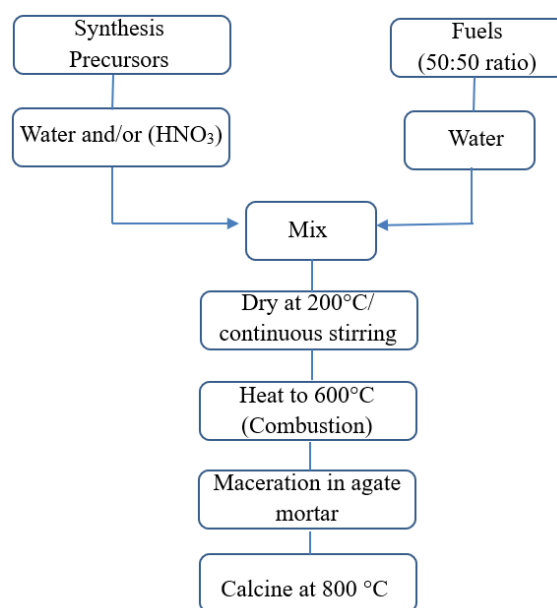 Synthesis
Precursors
Fuels
(50:50 ratio)
Water and/or (HNO₃)
Water
Mix
Dry at 200°C/
continuous stirring
Heat to 600°C
(Combustion)
Maceration in agate
mortar
Calcine at 800 °C